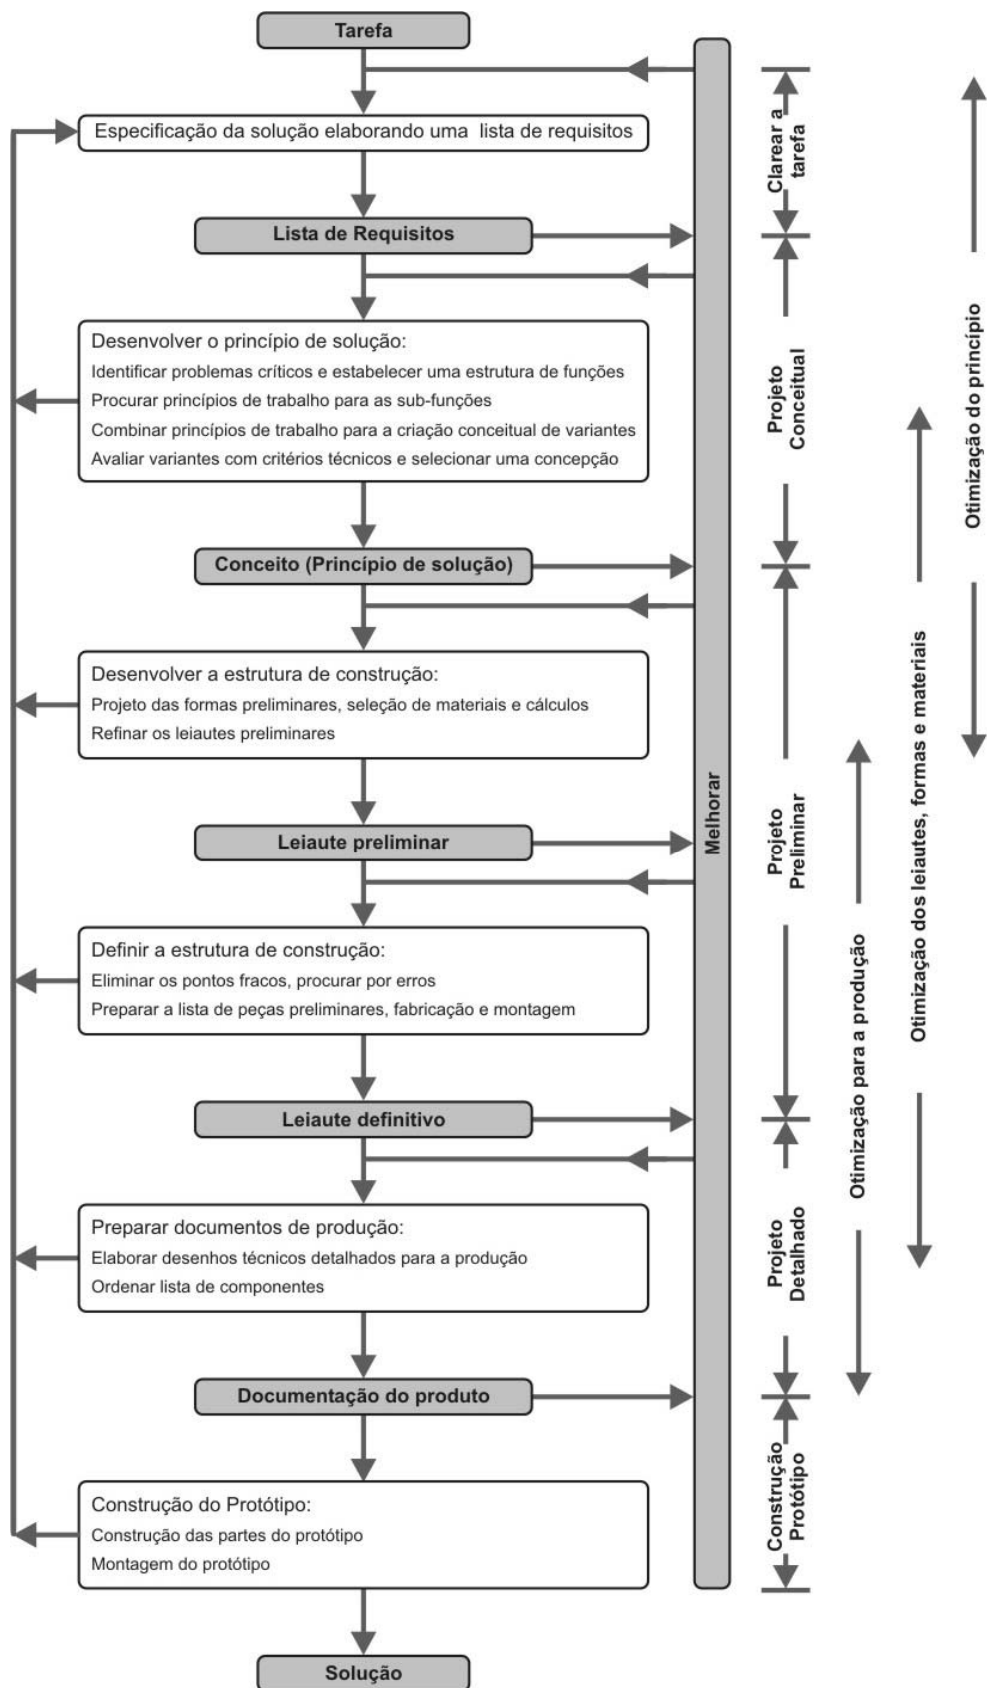 Tarefa
Especificação da solução elaborando uma lista de requisitos
Lista de Requisitos
Desenvolver o princípio de solução:
Identificar problemas críticos e estabelecer uma estrutura de funções
Procurar princípios de trabalho para as sub-funções
Combinar princípios de trabalho para a criação conceitual de variantes
Avaliar variantes com critérios técnicos e selecionar uma concepção
Conceito (Princípio de solução)
Desenvolver a estrutura de construção:
Projeto das formas preliminares, seleção de materiais e cálculos
Refinar os leiautes preliminares
Leiaute preliminar
Definir a estrutura de construção:
Eliminar os pontos fracos, procurar por erros
Preparar a lista de peças preliminares, fabricação e montagem
Leiaute definitivo
Preparar documentos de produção:
Elaborar desenhos técnicos detalhados para a produção
Ordenar lista de componentes
Documentação do produto
Construção do Protótipo:
Construção das partes do protótipo
Montagem do protótipo
Solução
Melhorar
Clarear a
tarefa
Projeto
Conceitual
Projeto
Preliminar
Projeto
Detalhado
Construção
Protótipo
Otimização para a produção
Otimização dos leiautes, formas e materiais
Otimização do princípio